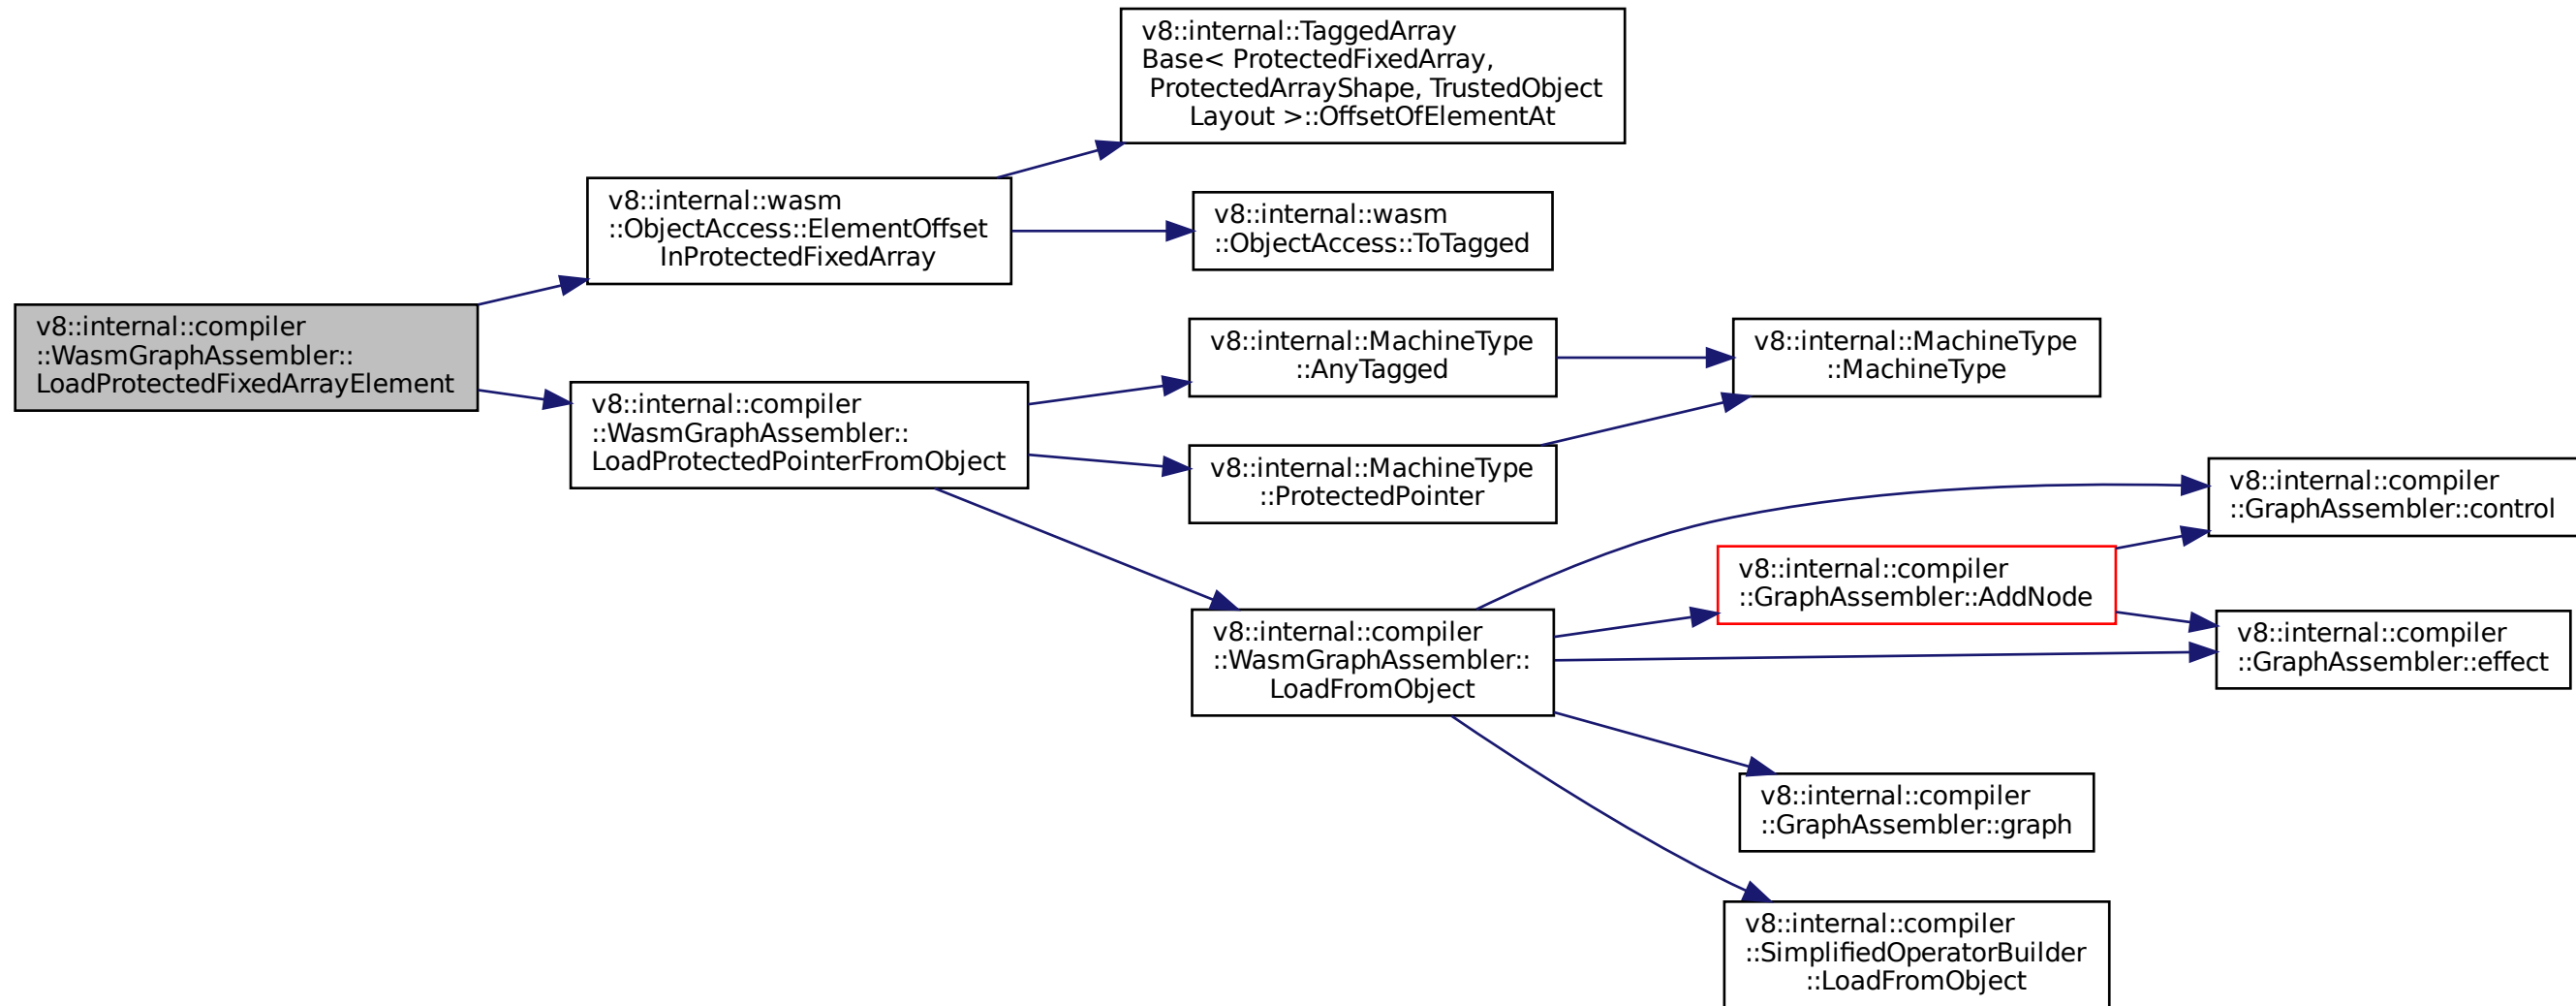 v8::internal::compiler
::WasmGraphAssembler::
LoadProtectedFixedArrayElement
v8::internal::wasm
::ObjectAccess::ElementOffset
InProtectedFixedArray
v8::internal::TaggedArray
Base< ProtectedFixedArray,
ProtectedArrayShape, TrustedObject
Layout >::OffsetOfElementAt
v8::internal::wasm
::ObjectAccess::ToTagged
v8::internal::compiler
::WasmGraphAssembler::
LoadProtectedPointerFromObject
v8::internal::MachineType
::AnyTagged
v8::internal::MachineType
::MachineType
v8::internal::MachineType
::ProtectedPointer
v8::internal::compiler
::WasmGraphAssembler::
LoadFromObject
v8::internal::compiler
::GraphAssembler::AddNode
v8::internal::compiler
::GraphAssembler::control
v8::internal::compiler
::GraphAssembler::effect
v8::internal::compiler
::GraphAssembler::graph
v8::internal::compiler
::SimplifiedOperatorBuilder
::LoadFromObject